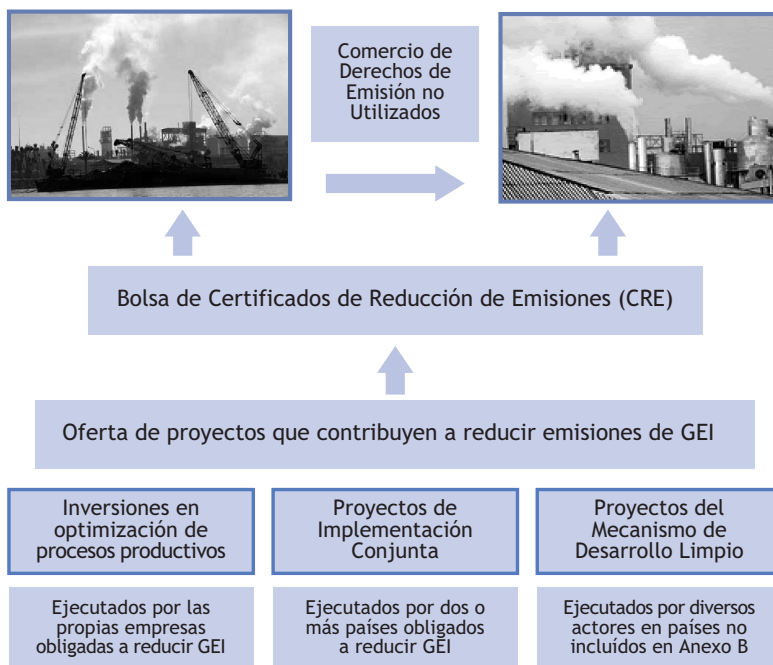 Comercio de
Derechos de
Emisión no
Utilizados
Bolsa de Certificados de Reducción de Emisiones (CRE)
Oferta de proyectos que contribuyen a reducir emisiones de GEI
Inversiones en
optimización de
procesos productivos
Proyectos de
Implementación
Conjunta
Proyectos del
Mecanismo de
Desarrollo Limpio
Ejecutados por las
propias empresas
obligadas a reducir GEI
Ejecutados por dos o
más países obligados
a reducir GEI
Ejecutados por diversos
actores en países no
incluídos en Anexo B